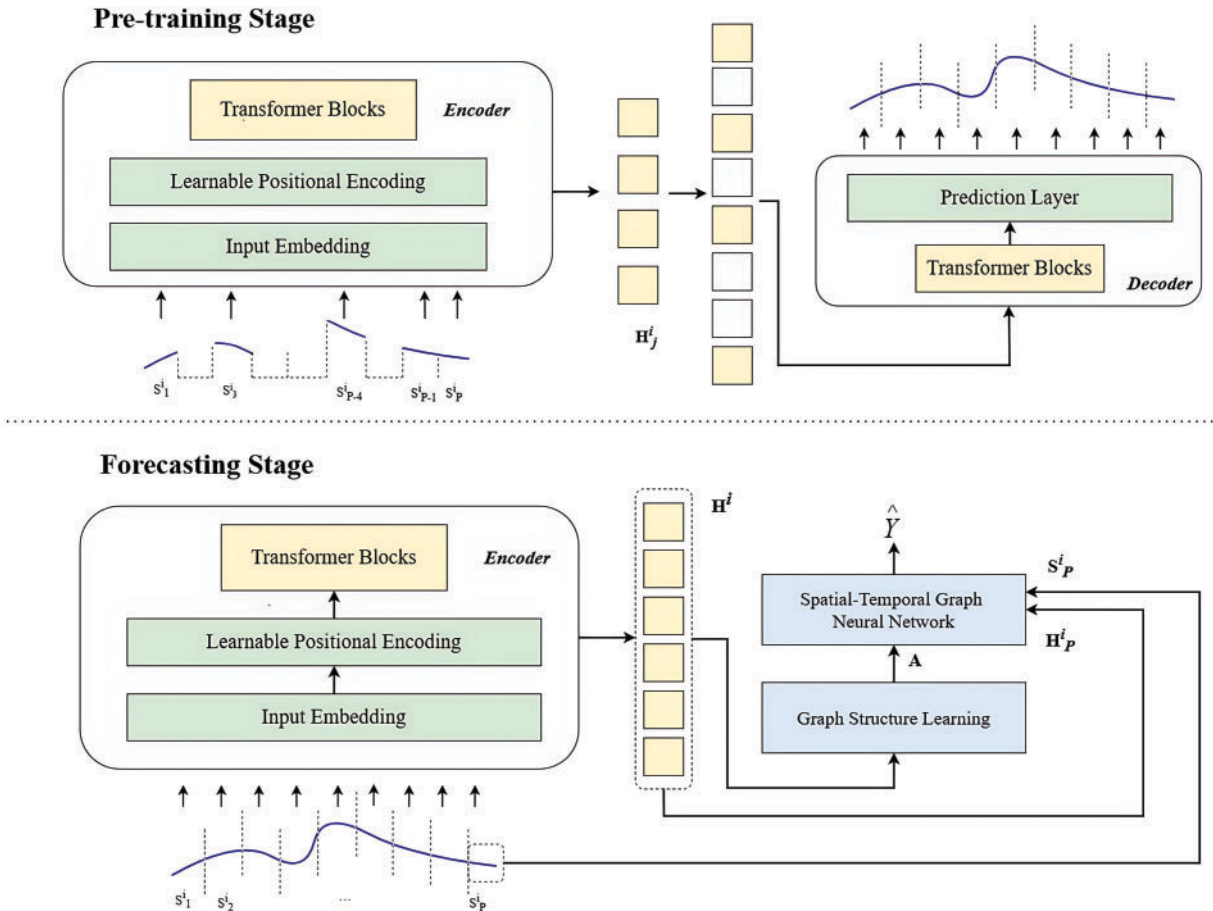 Pre-training Stage
Transformer Blocks
Encoder
Learnable Positional Encoding
Input Embedding
S^i_1
S^i_3
S^i_{P-4}
S^i_{P-1}
S^i_P
H^i_j
Prediction Layer
Transformer Blocks
Decoder
Forecasting Stage
Transformer Blocks
Encoder
Learnable Positional Encoding
Input Embedding
S^i_1
S^i_2
...
S^i_P
H^i
Ŷ
Spatial-Temporal Graph
Neural Network
S^i_P
H^i_P
A
Graph Structure Learning